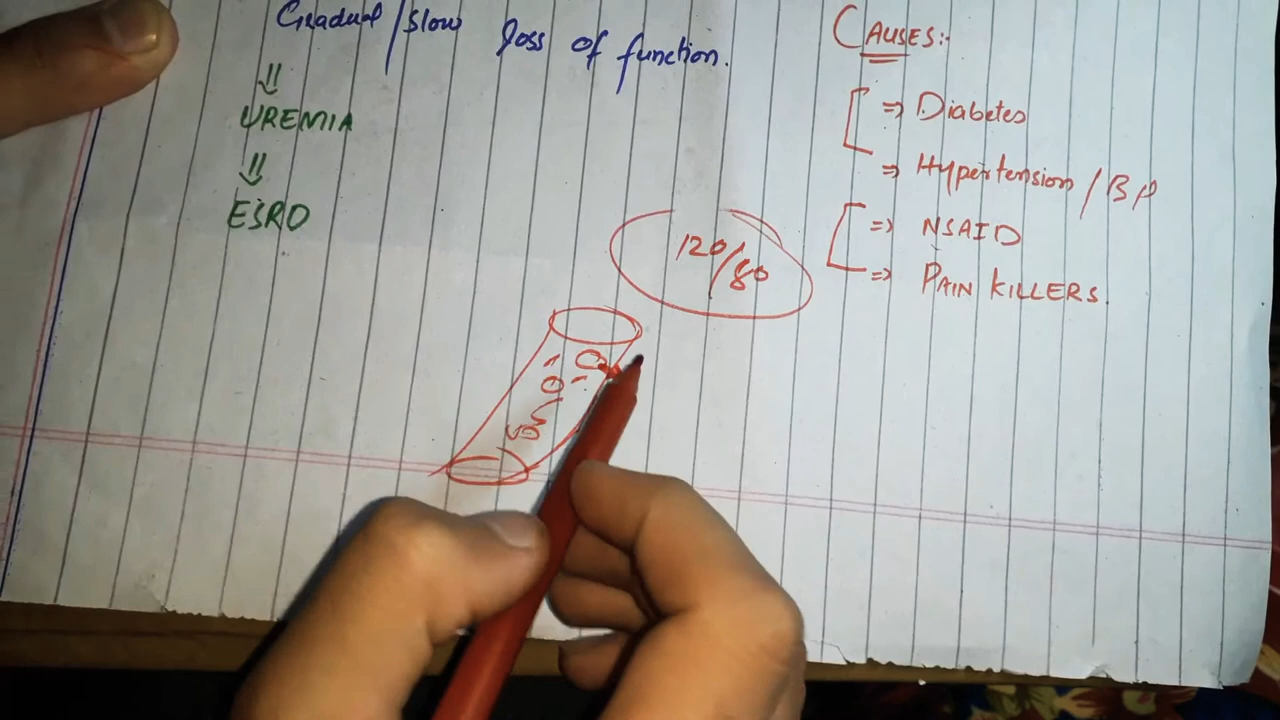 Gradual/Slow loss of function.
⇓
UREMIA
⇓
ESRD
CAUSES:-
⇒ Diabetes
⇒ Hypertension/BP
⇒ NSAID
⇒ PAIN KILLERS.
120/80